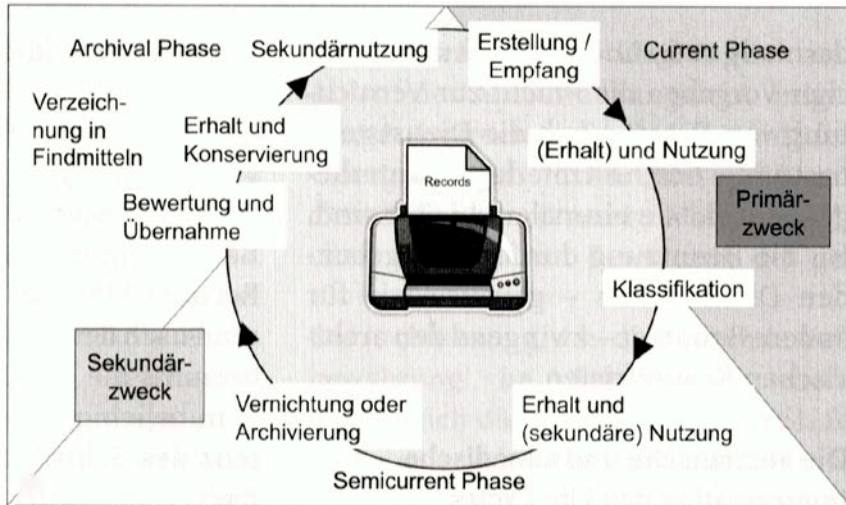 Archival Phase
Sekundärnutzung
Erstellung /
Empfang
Current Phase
Verzeich-
nung in
Findmitteln
Erhalt und
Konservierung
Records
(Erhalt) und Nutzung
Bewertung und
Übernahme
Primär-
zweck
Klassifikation
Sekundär-
zweck
Vernichtung oder
Archivierung
Erhalt und
(sekundäre) Nutzung
Semicurrent Phase